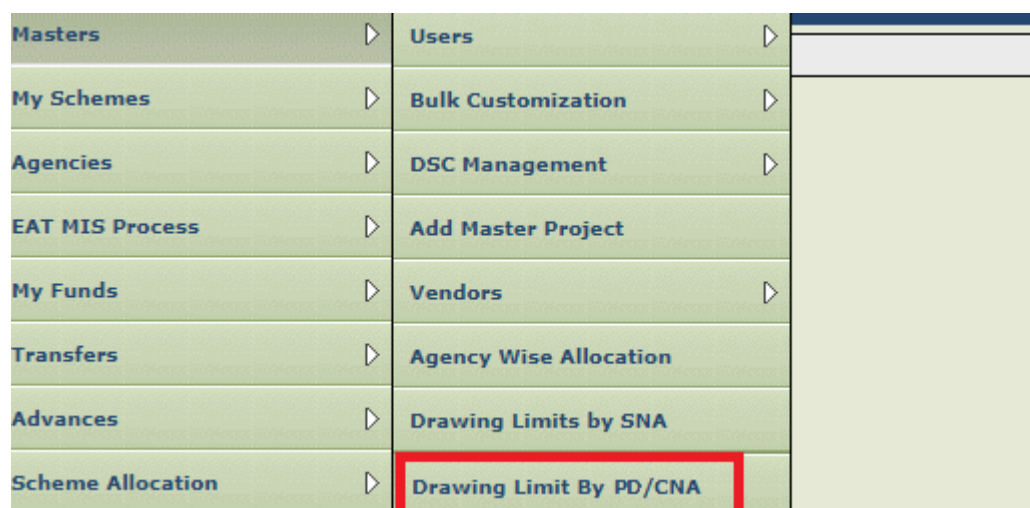 Masters
My Schemes
Agencies
EAT MIS Process
My Funds
Transfers
Advances
Scheme Allocation
Users
Bulk Customization
DSC Management
Add Master Project
Vendors
Agency Wise Allocation
Drawing Limits by SNA
Drawing Limit By PD/CNA